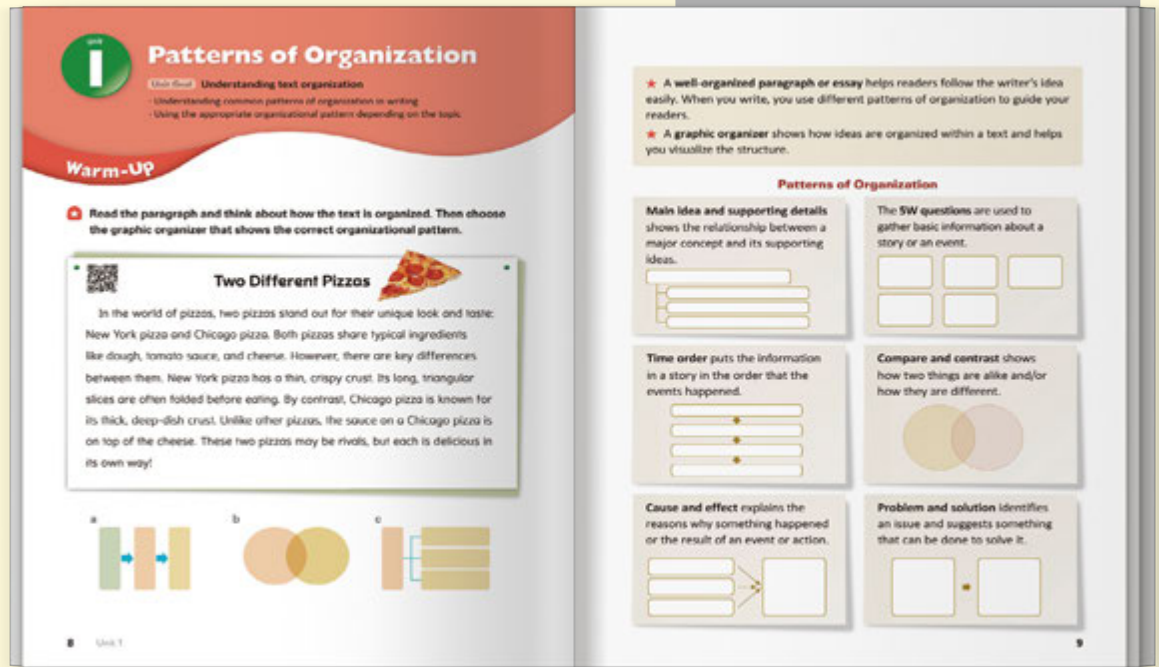 Unit
1
Patterns of Organization
Unit Goal Understanding text organization
· Understanding common patterns of organization in writing
· Using the appropriate organizational pattern depending on the topic
Warm-Up
Read the paragraph and think about how the text is organized. Then choose
the graphic organizer that shows the correct organizational pattern.
Two Different Pizzas
In the world of pizzas, two pizzas stand out for their unique look and taste:
New York pizza and Chicago pizza. Both pizzas share typical ingredients
like dough, tomato sauce, and cheese. However, there are key differences
between them. New York pizza has a thin, crispy crust. Its long, triangular
slices are often folded before eating. By contrast, Chicago pizza is known for
its thick, deep-dish crust. Unlike other pizzas, the sauce on a Chicago pizza is
on top of the cheese. These two pizzas may be rivals, but each is delicious in
its own way!
a
b
c
8 Unit 1
★ A well-organized paragraph or essay helps readers follow the writer's idea
easily. When you write, you use different patterns of organization to guide your
readers.
★ A graphic organizer shows how ideas are organized within a text and helps
you visualize the structure.
Patterns of Organization
Main idea and supporting details
shows the relationship between a
major concept and its supporting
ideas.
The 5W questions are used to
gather basic information about a
story or an event.
Time order puts the information
in a story in the order that the
events happened.
Compare and contrast shows
how two things are alike and/or
how they are different.
Cause and effect explains the
reasons why something happened
or the result of an event or action.
Problem and solution identifies
an issue and suggests something
that can be done to solve it.
9